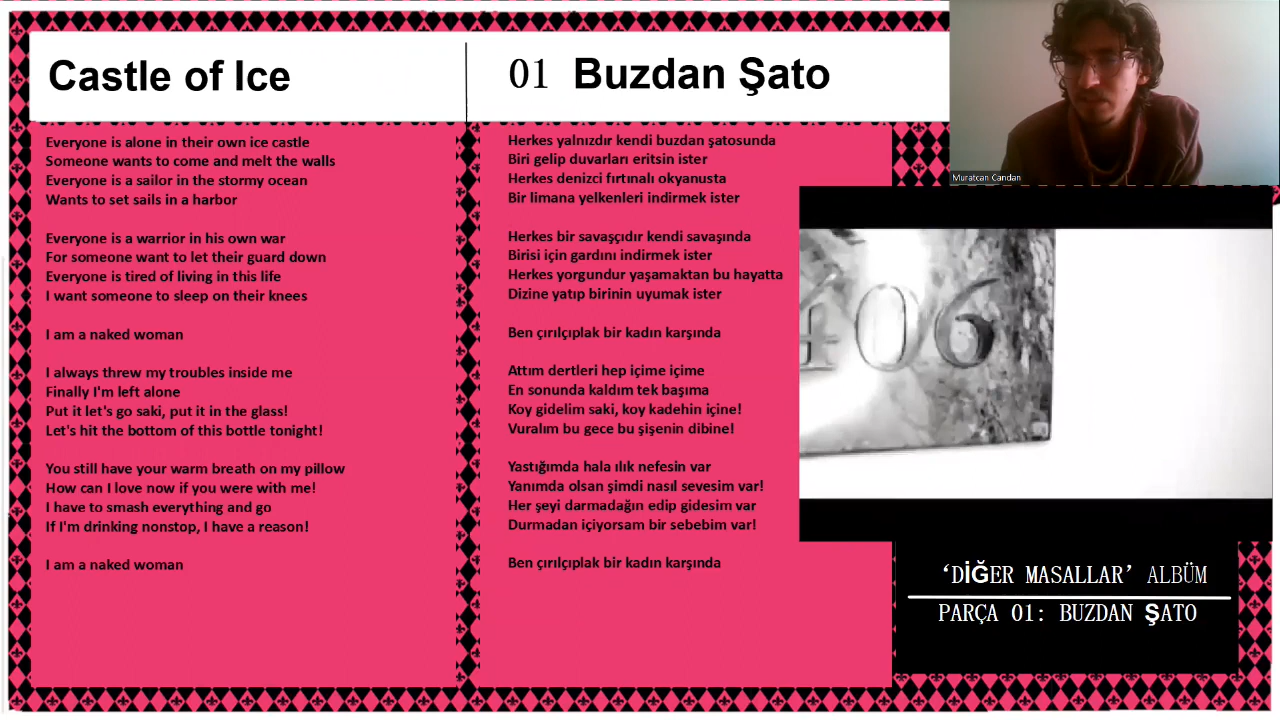 Castle of Ice
Everyone is alone in their own ice castle
Someone wants to come and melt the walls
Everyone is a sailor in the stormy ocean
Wants to set sails in a harbor
Everyone is a warrior in his own war
For someone want to let their guard down
Everyone is tired of living in this life
I want someone to sleep on their knees
I am a naked woman
I always threw my troubles inside me
Finally I'm left alone
Put it let's go saki, put it in the glass!
Let's hit the bottom of this bottle tonight!
You still have your warm breath on my pillow
How can I love now if you were with me!
I have to smash everything and go
If I'm drinking nonstop, I have a reason!
I am a naked woman
01 Buzdan Şato
Herkes yalnızdır kendi buzdan şatosunda
Biri gelip duvarları eritsin ister
Herkes denizci fırtınalı okyanusta
Bir limana yelkenleri indirmek ister
Herkes bir savaşçıdır kendi savaşında
Birisi için gardını indirmek ister
Herkes yorgundur yaşamaktan bu hayatta
Dizine yatıp birinin uyumak ister
Ben çırılçıplak bir kadın karşında
Attım dertleri hep içime içime
En sonunda kaldım tek başıma
Koy gidelim saki, koy kadehin içine!
Vuralım bu gece bu şişenin dibine!
Yastığımda hala ılık nefesin var
Yanımda olsan şimdi nasıl sevesim var!
Her şeyi darmadağın edip gidesim var
Durmadan içiyorsam bir sebebim var!
Ben çırılçıplak bir kadın karşında
Muratcan Candan
406
‘DİĞER MASALLAR’ ALBÜM
PARÇA 01: BUZDAN ŞATO